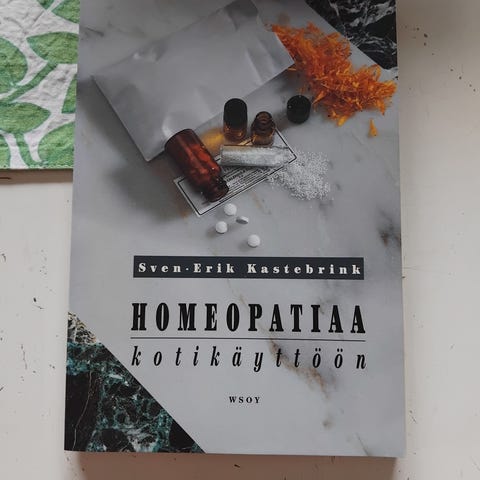 Sven-Erik Kastebrink
HOMEOPATIAA
kotikäyttöön
WSOY